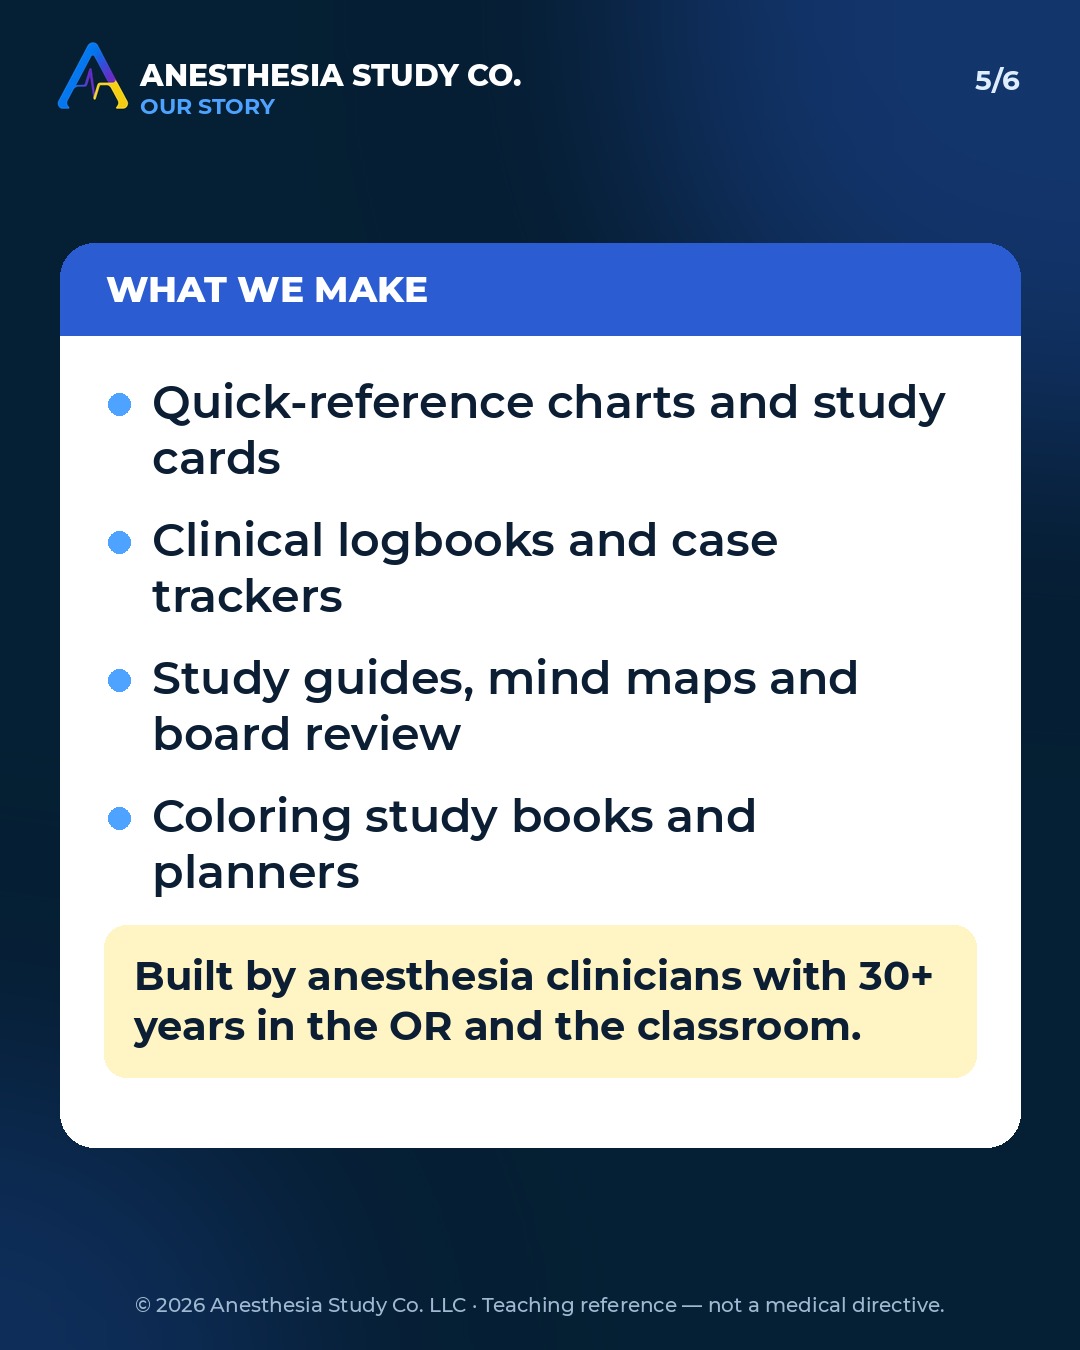 ANESTHESIA STUDY CO.
OUR STORY
5/6
WHAT WE MAKE
Quick-reference charts and study
cards
Clinical logbooks and case
trackers
Study guides, mind maps and
board review
Coloring study books and
planners
Built by anesthesia clinicians with 30+
years in the OR and the classroom.
© 2026 Anesthesia Study Co. LLC · Teaching reference — not a medical directive.